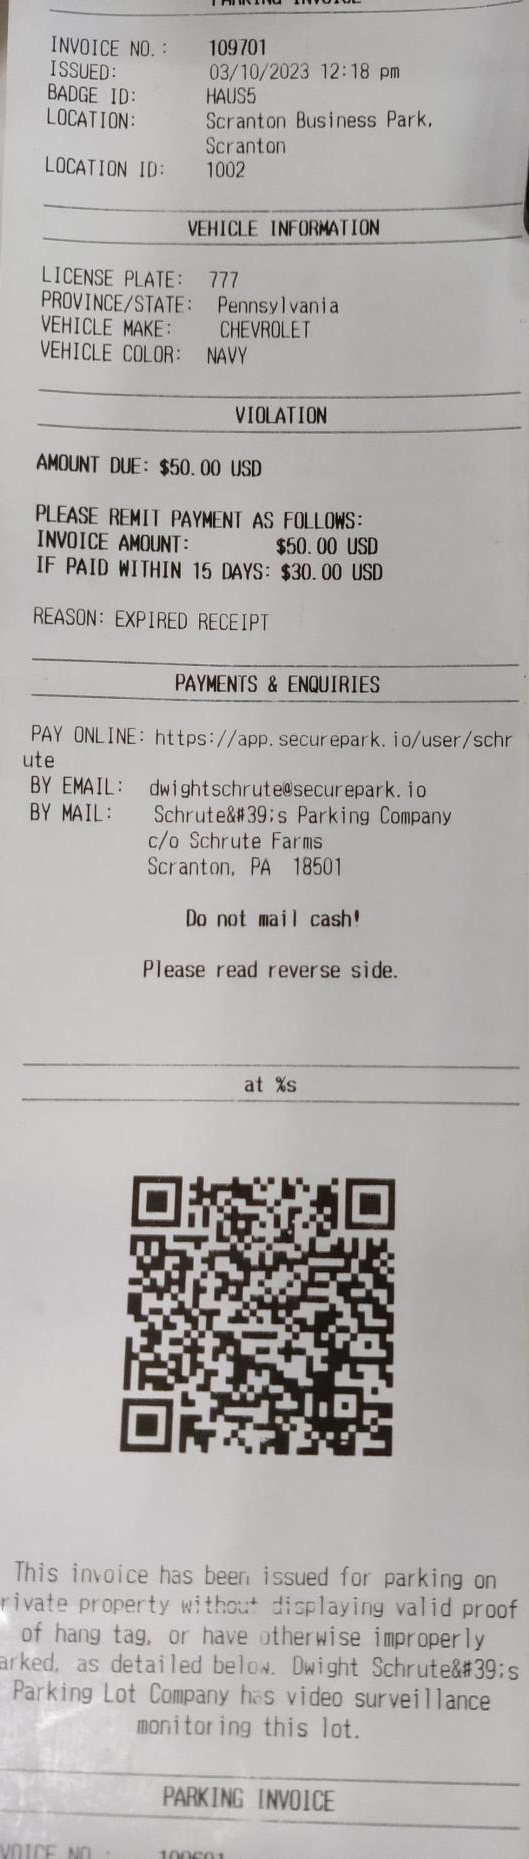 PARKING INVOICE
INVOICE NO.: 109701
ISSUED: 03/10/2023 12:18 pm
BADGE ID: HAUS5
LOCATION: Scranton Business Park,
Scranton
LOCATION ID: 1002
VEHICLE INFORMATION
LICENSE PLATE: 777
PROVINCE/STATE: Pennsylvania
VEHICLE MAKE: CHEVROLET
VEHICLE COLOR: NAVY
VIOLATION
AMOUNT DUE: $50.00 USD
PLEASE REMIT PAYMENT AS FOLLOWS:
INVOICE AMOUNT: $50.00 USD
IF PAID WITHIN 15 DAYS: $30.00 USD
REASON: EXPIRED RECEIPT
PAYMENTS & ENQUIRIES
PAY ONLINE: https://app.securepark.io/user/schr
ute
BY EMAIL: dwightschrute@securepark.io
BY MAIL: Schrute&#39;s Parking Company
c/o Schrute Farms
Scranton, PA 18501
Do not mail cash!
Please read reverse side.
at %s
This invoice has been issued for parking on
rivate property without displaying valid proof
of hang tag, or have otherwise improperly
arked, as detailed below. Dwight Schrute&#39;s
Parking Lot Company has video surveillance
monitoring this lot.
PARKING INVOICE
VOICE NO.: